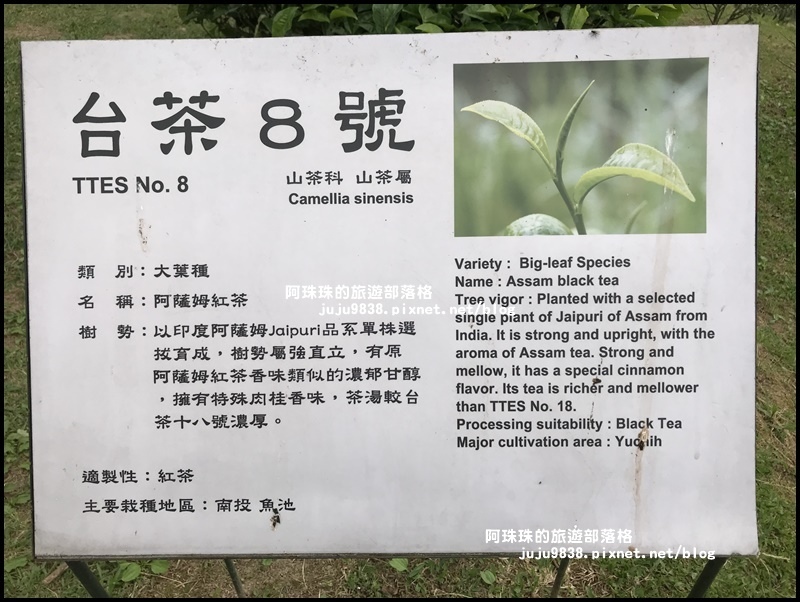 台茶 8 號
TTES No. 8
山茶科 山茶屬
Camellia sinensis
類 別：大葉種
名 稱：阿薩姆紅茶
樹 勢：以印度阿薩姆Jaipuri品系單株選
拔育成，樹勢屬強直立，有原
阿薩姆紅茶香味類似的濃郁甘醇
，擁有特殊肉桂香味，茶湯較台
茶十八號濃厚。
適製性：紅茶
主要栽種地區：南投 魚池
Variety : Big-leaf Species
Name : Assam black tea
Tree vigor : Planted with a selected
single plant of Jaipuri of Assam from
India. It is strong and upright, with the
aroma of Assam tea. Strong and
mellow, it has a special cinnamon
flavor. Its tea is richer and mellower
than TTES No. 18.
Processing suitability : Black Tea
Major cultivation area : Yuchih
阿珠珠的旅遊部落格
juju9838.pixnet.net/blog
阿珠珠的旅遊部落格
juju9838.pixnet.net/blog